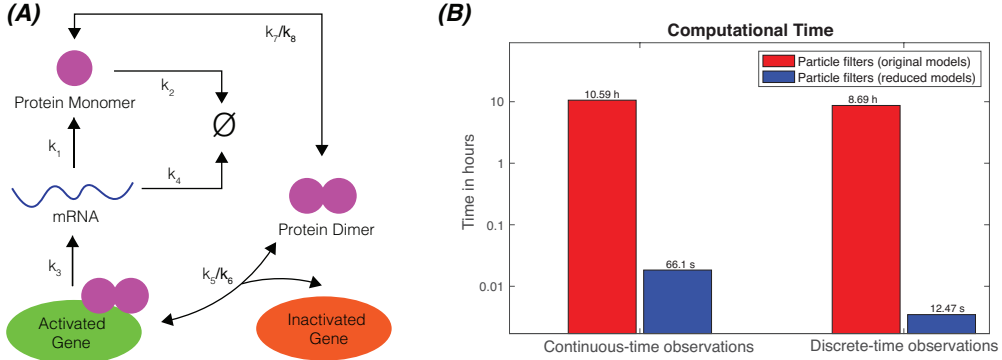 (A)
k7/k8
k2
Protein Monomer
Ø
k1
k4
mRNA
Protein Dimer
k3
k5/k6
Activated
Gene
Inactivated
Gene
(B)
Computational Time
Particle filters (original models)
Particle filters (reduced models)
Time in hours
10
1
0.1
0.01
10.59 h
66.1 s
8.69 h
12.47 s
Continuous-time observations
Discrete-time observations